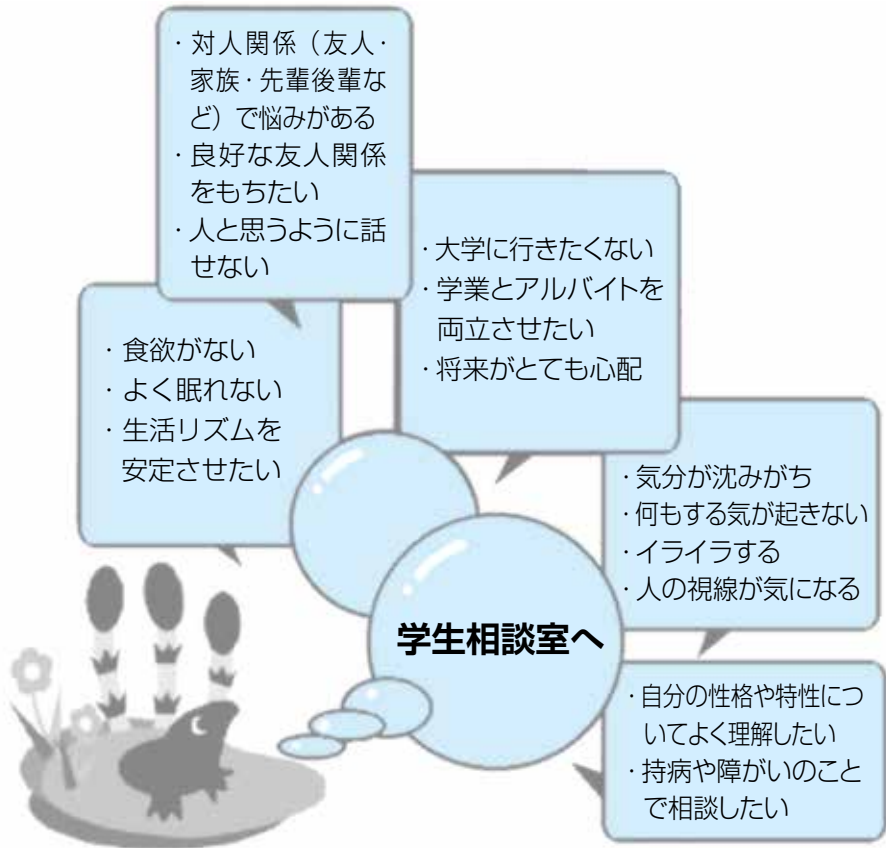 ・対人関係（友人・
家族・先輩後輩な
ど）で悩みがある
・良好な友人関係
をもちたい
・人と思うように話
せない
・大学に行きたくない
・学業とアルバイトを
両立させたい
・将来がとても心配
・食欲がない
・よく眠れない
・生活リズムを
安定させたい
・気分が沈みがち
・何もする気が起きない
・イライラする
・人の視線が気になる
学生相談室へ
・自分の性格や特性につ
いてよく理解したい
・持病や障がいのこと
で相談したい